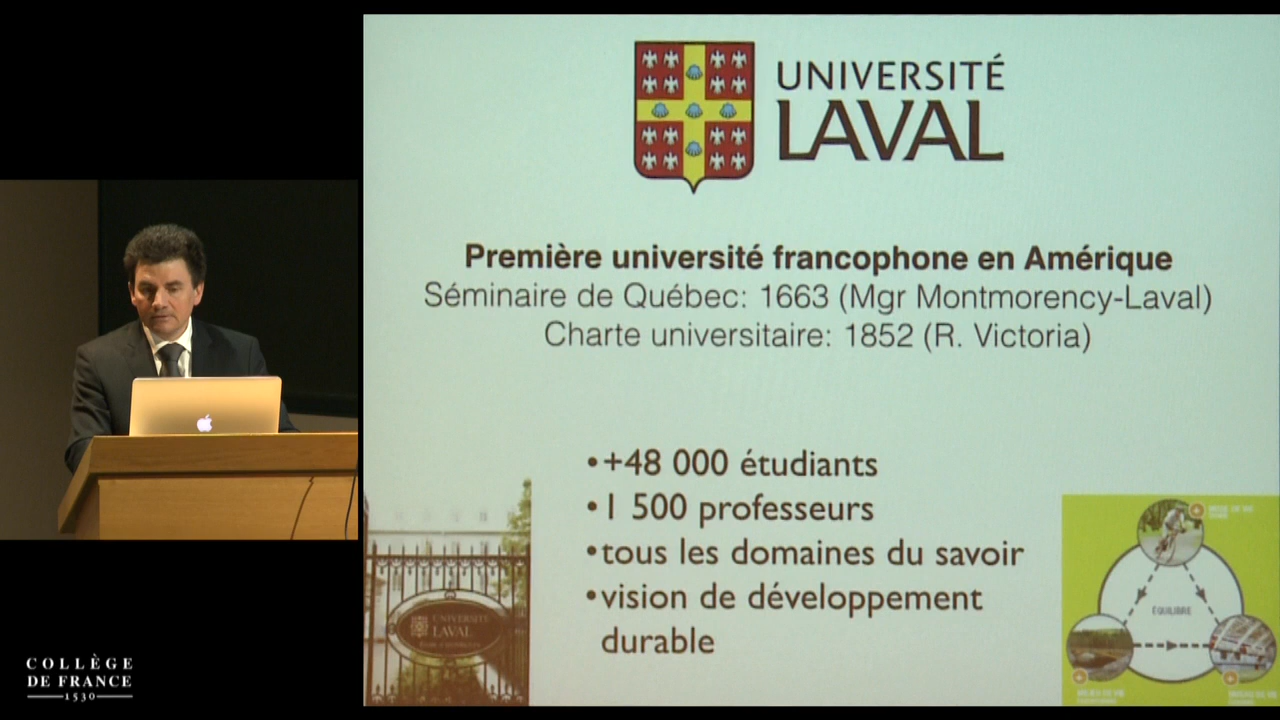 UNIVERSITÉ
LAVAL
Première université francophone en Amérique
Séminaire de Québec: 1663 (Mgr Montmorency-Laval)
Charte universitaire: 1852 (R. Victoria)
•+48 000 étudiants
•1 500 professeurs
•tous les domaines du savoir
•vision de développement
durable
UNIVERSITÉ
LAVAL
ÉQUILIBRE
COLLÈGE
DE FRANCE
1530